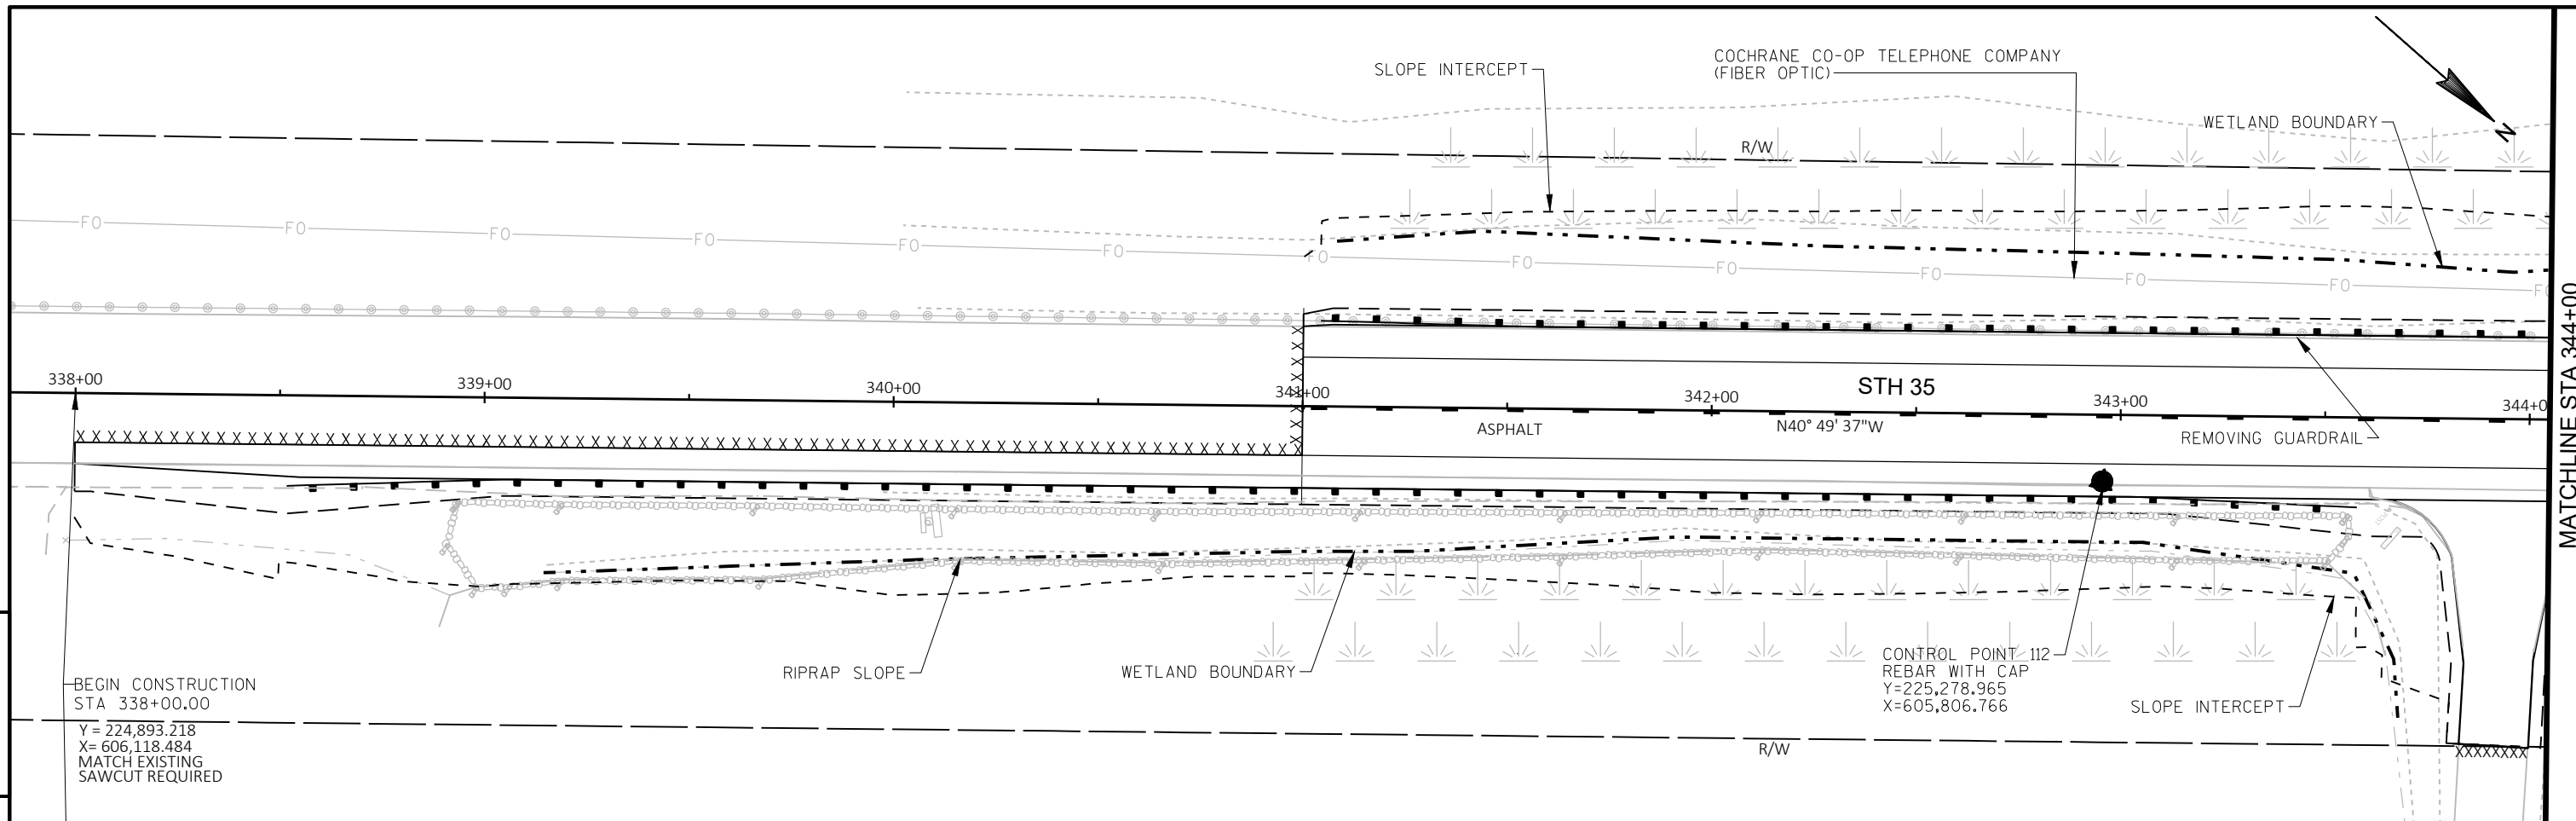 SLOPE INTERCEPT
COCHRANE CO-OP TELEPHONE COMPANY
(FIBER OPTIC)
WETLAND BOUNDARY
N
R/W
FO
FO
FO
FO
FO
FO
FO
FO
FO
FO
FO
FO
338+00
339+00
340+00
341+00
342+00
STH 35
343+00
344+0
ASPHALT
N40° 49' 37"W
REMOVING GUARDRAIL
MATCHLINE STA 344+00
P
RIPRAP SLOPE
WETLAND BOUNDARY
CONTROL POINT 112
REBAR WITH CAP
Y=225,278.965
X=605,806.766
SLOPE INTERCEPT
BEGIN CONSTRUCTION
STA 338+00.00
Y = 224,893.218
X= 606,118.484
MATCH EXISTING
SAWCUT REQUIRED
R/W